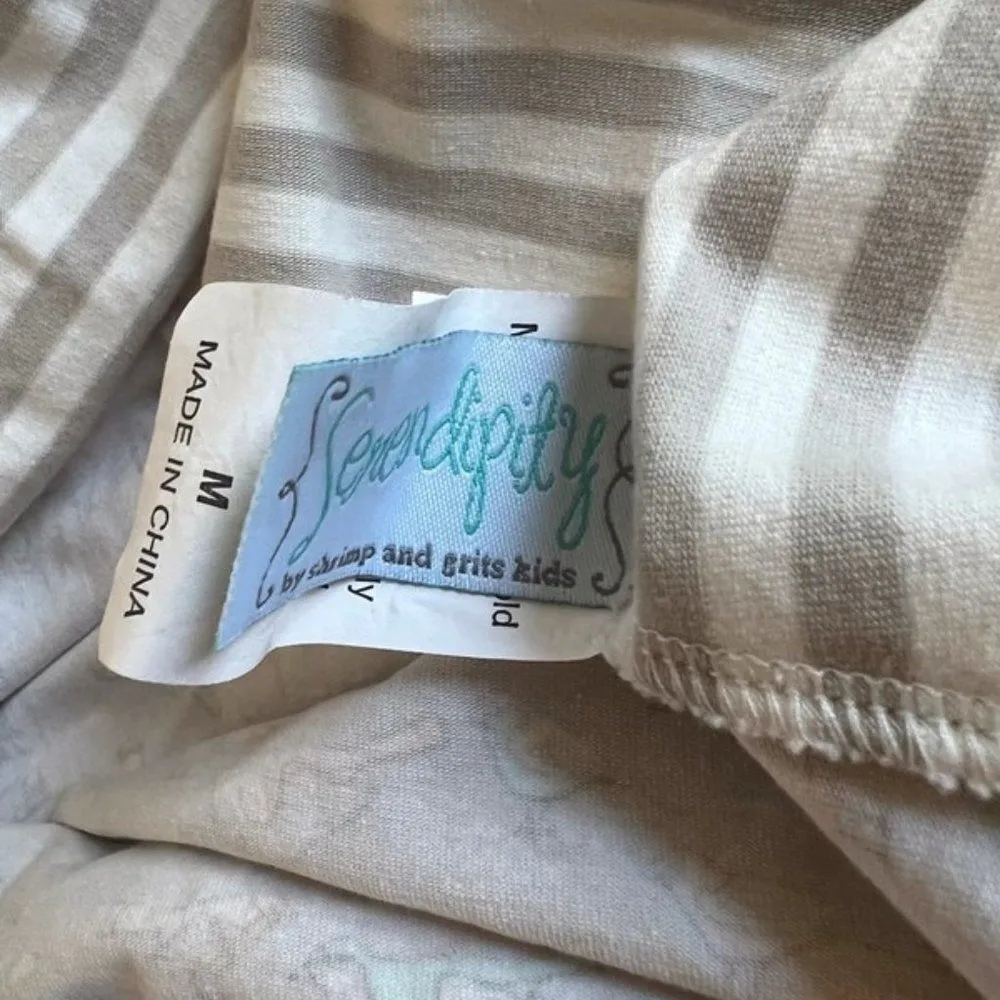 Serendipity
by shrimp and grits kids
M
MADE IN CHINA